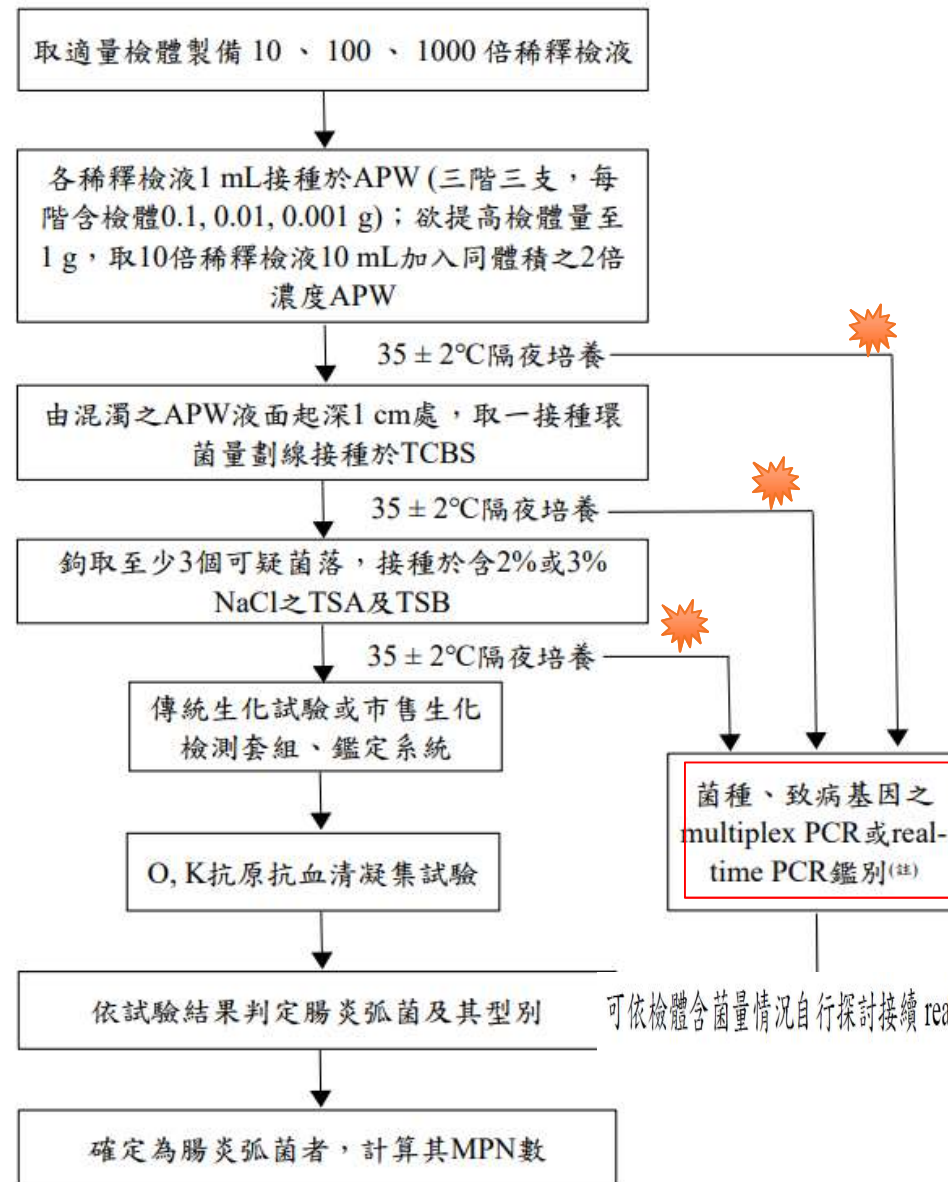 取適量檢體製備 10 、 100 、 1000 倍稀釋檢液
各稀釋檢液1 mL接種於APW (三階三支，每
階含檢體0.1, 0.01, 0.001 g)；欲提高檢體量至
1 g，取10倍稀釋檢液10 mL加入同體積之2倍
濃度APW
35 ± 2℃隔夜培養
由混濁之APW液面起深1 cm處，取一接種環
菌量劃線接種於TCBS
35 ± 2℃隔夜培養
鉤取至少3個可疑菌落，接種於含2%或3%
NaCl之TSA及TSB
35 ± 2℃隔夜培養
傳統生化試驗或市售生化
檢測套組、鑑定系統
菌種、致病基因之
multiplex PCR或real-
time PCR鑑別(註)
O, K抗原抗血清凝集試驗
依試驗結果判定腸炎弧菌及其型別
可依檢體含菌量情況自行探討接續 rea
確定為腸炎弧菌者，計算其MPN數